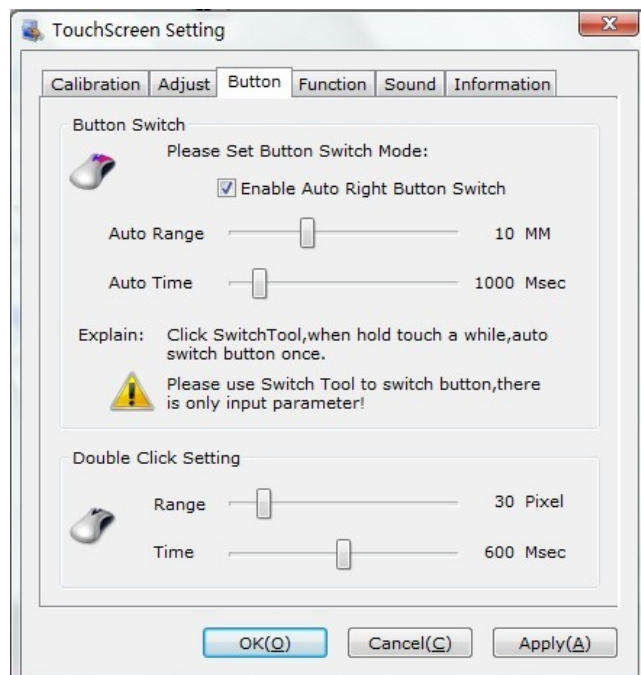 TouchScreen Setting
Calibration Adjust Button Function Sound Information
Button Switch
Please Set Button Switch Mode:
Enable Auto Right Button Switch
Auto Range 10 MM
Auto Time 1000 Msec
Explain: Click SwitchTool,when hold touch a while,auto
switch button once.
Please use Switch Tool to switch button,there
is only input parameter!
Double Click Setting
Range 30 Pixel
Time 600 Msec
OK(O) Cancel(C) Apply(A)